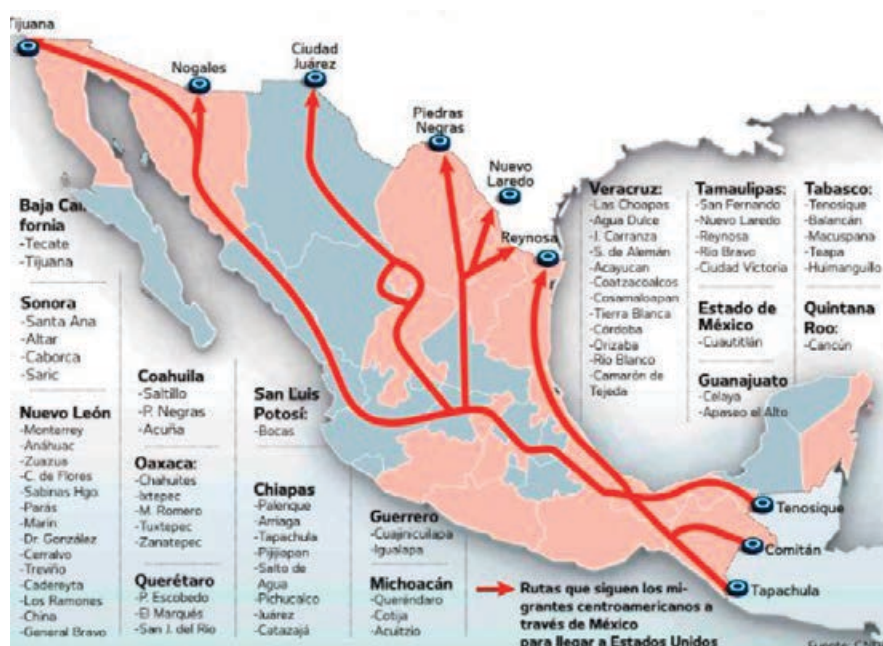 Tijuana
Nogales
Ciudad
Juárez
Piedras
Negras
Nuevo
Laredo
Reynosa
Tenosique
Comitán
Tapachula
Baja Cali
fornia
-Tecate
-Tijuana
Sonora
-Santa Ana
-Altar
-Caborca
-Saric
Nuevo León
-Monterrey
-Anáhuac
-Zuazua
-C. de Flores
-Sabinas Hgo
-Parás
-Marin
-Dr. González
-Cerralvo
-Treviño
-Cadereyta
-Los Ramones
-China
-General Bravo
Coahuila
-Saltillo
-P. Negras
-Acuña
Oaxaca:
-Chahuites
-Ixtepec
-M. Romero
-Tuxtepec
-Zanatepec
Querétaro
-P. Escobedo
-El Marqués
-San J. del Río
San Luis
Potosí:
-Bocas
Chiapas
-Palenque
-Arriaga
-Tapachula
-Pijijiapan
-Salto de
Agua
-Pichucalco
-Juárez
-Catazajá
Guerrero
-Cuajinicuilapa
-Igualapa
Michoacán
-Queréndaro
-Cotija
-Acuitzio
Veracruz:
-Las Choapas
-Agua Dulce
-J. Carranza
-S. de Alemán
-Acayucan
-Coatzacoalcos
-Cosamaloapan
-Tierra Blanca
-Córdoba
-Orizaba
-Río Blanco
-Camarón de
Tejeda
Tamaulipas:
-San Fernando
-Nuevo Laredo
-Reynosa
-Río Bravo
-Ciudad Victoria
Estado de
México
-Cuautitlán
Guanajuato
-Celaya
-Apaseo el Alto
Tabasco:
-Tenosique
-Balancán
-Macuspana
-Teapa
-Huimanguillo
Quintana
Roo:
-Cancún
Rutas que siguen los mi-
grantes centroamericanos a
través de México
para llegar a Estados Unidos
Fuente: